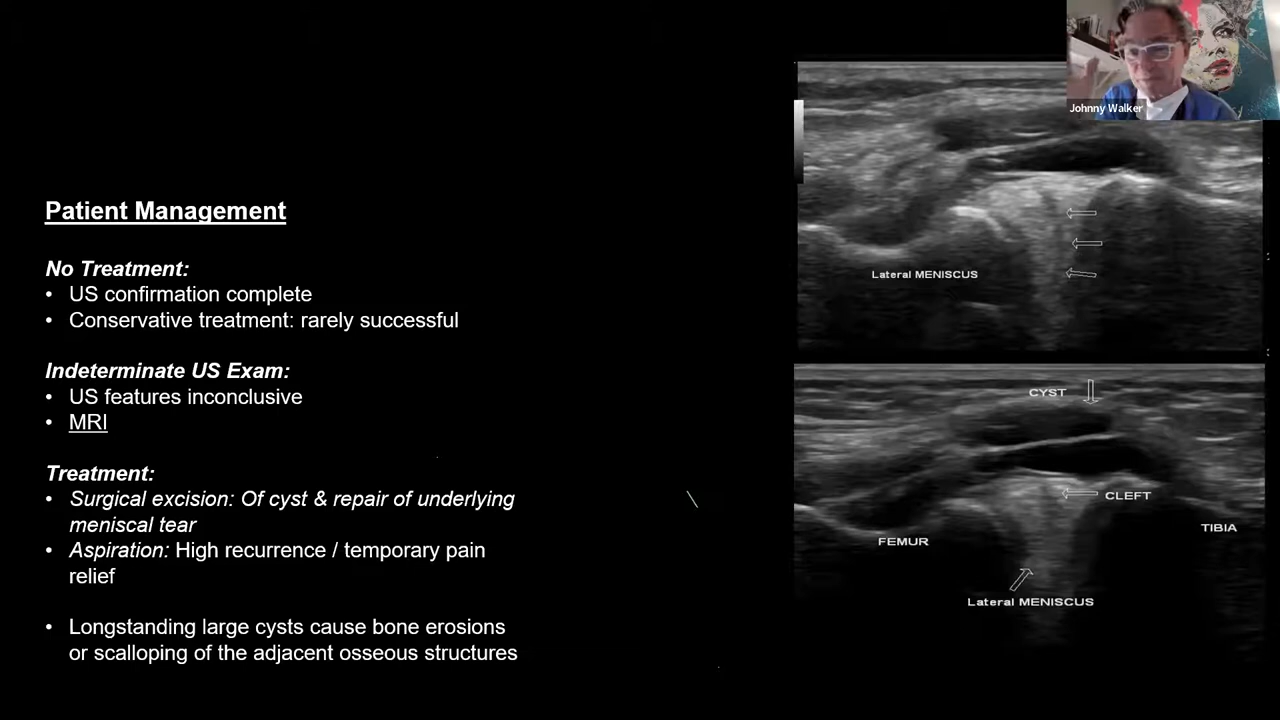 Johnny Walker
Patient Management
No Treatment:
• US confirmation complete
• Conservative treatment: rarely successful
Indeterminate US Exam:
• US features inconclusive
• MRI
Treatment:
• Surgical excision: Of cyst & repair of underlying
meniscal tear
• Aspiration: High recurrence / temporary pain
relief
• Longstanding large cysts cause bone erosions
or scalloping of the adjacent osseous structures
Lateral MENISCUS
CYST
CLEFT
TIBIA
FEMUR
Lateral MENISCUS